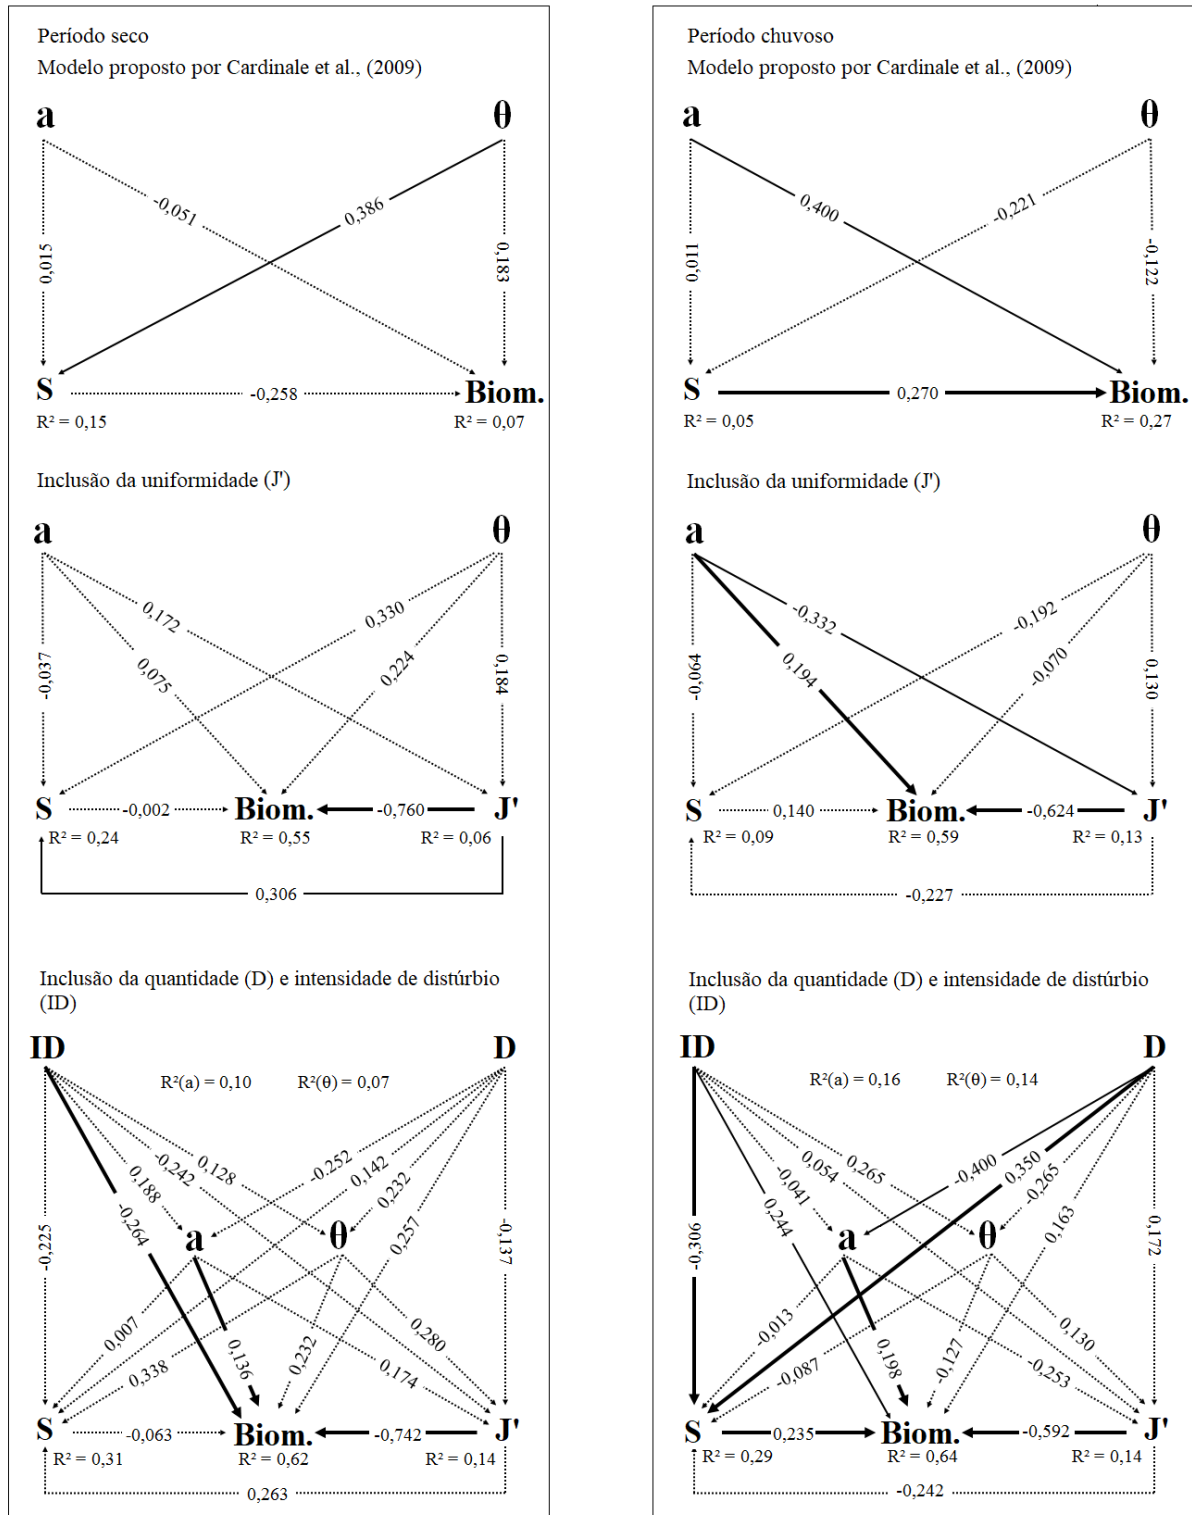 Período seco
Modelo proposto por Cardinale et al., (2009)
a
θ
-0,051
0,386
0,015
0,183
S
-0,258
Biom.
R² = 0,15
R² = 0,07
Inclusão da uniformidade (J')
a
θ
0,172
0,330
-0,037
0,075
0,224
0,184
S
-0,002
Biom.
-0,760
J'
R² = 0,24
R² = 0,55
R² = 0,06
0,306
Inclusão da quantidade (D) e intensidade de distúrbio
(ID)
ID
D
R²(a) = 0,10
R²(θ) = 0,07
0,188
-0,242
0,128
-0,252
0,142
0,232
-0,264
0,257
-0,225
-0,137
a
θ
0,007
0,338
0,136
0,232
0,280
0,174
S
-0,063
Biom.
-0,742
J'
R² = 0,31
R² = 0,62
R² = 0,14
0,263
Período chuvoso
Modelo proposto por Cardinale et al., (2009)
a
θ
0,400
-0,221
0,011
-0,122
S
0,270
Biom.
R² = 0,05
R² = 0,27
Inclusão da uniformidade (J')
a
θ
-0,332
-0,192
-0,064
0,194
-0,070
0,130
S
0,140
Biom.
-0,624
J'
R² = 0,09
R² = 0,59
R² = 0,13
-0,227
Inclusão da quantidade (D) e intensidade de distúrbio
(ID)
ID
D
R²(a) = 0,16
R²(θ) = 0,14
-0,041
0,054
0,265
-0,400
0,350
-0,265
0,244
0,163
-0,306
0,172
a
θ
-0,013
-0,087
0,198
-0,127
0,130
-0,253
S
0,235
Biom.
-0,592
J'
R² = 0,29
R² = 0,64
R² = 0,14
-0,242